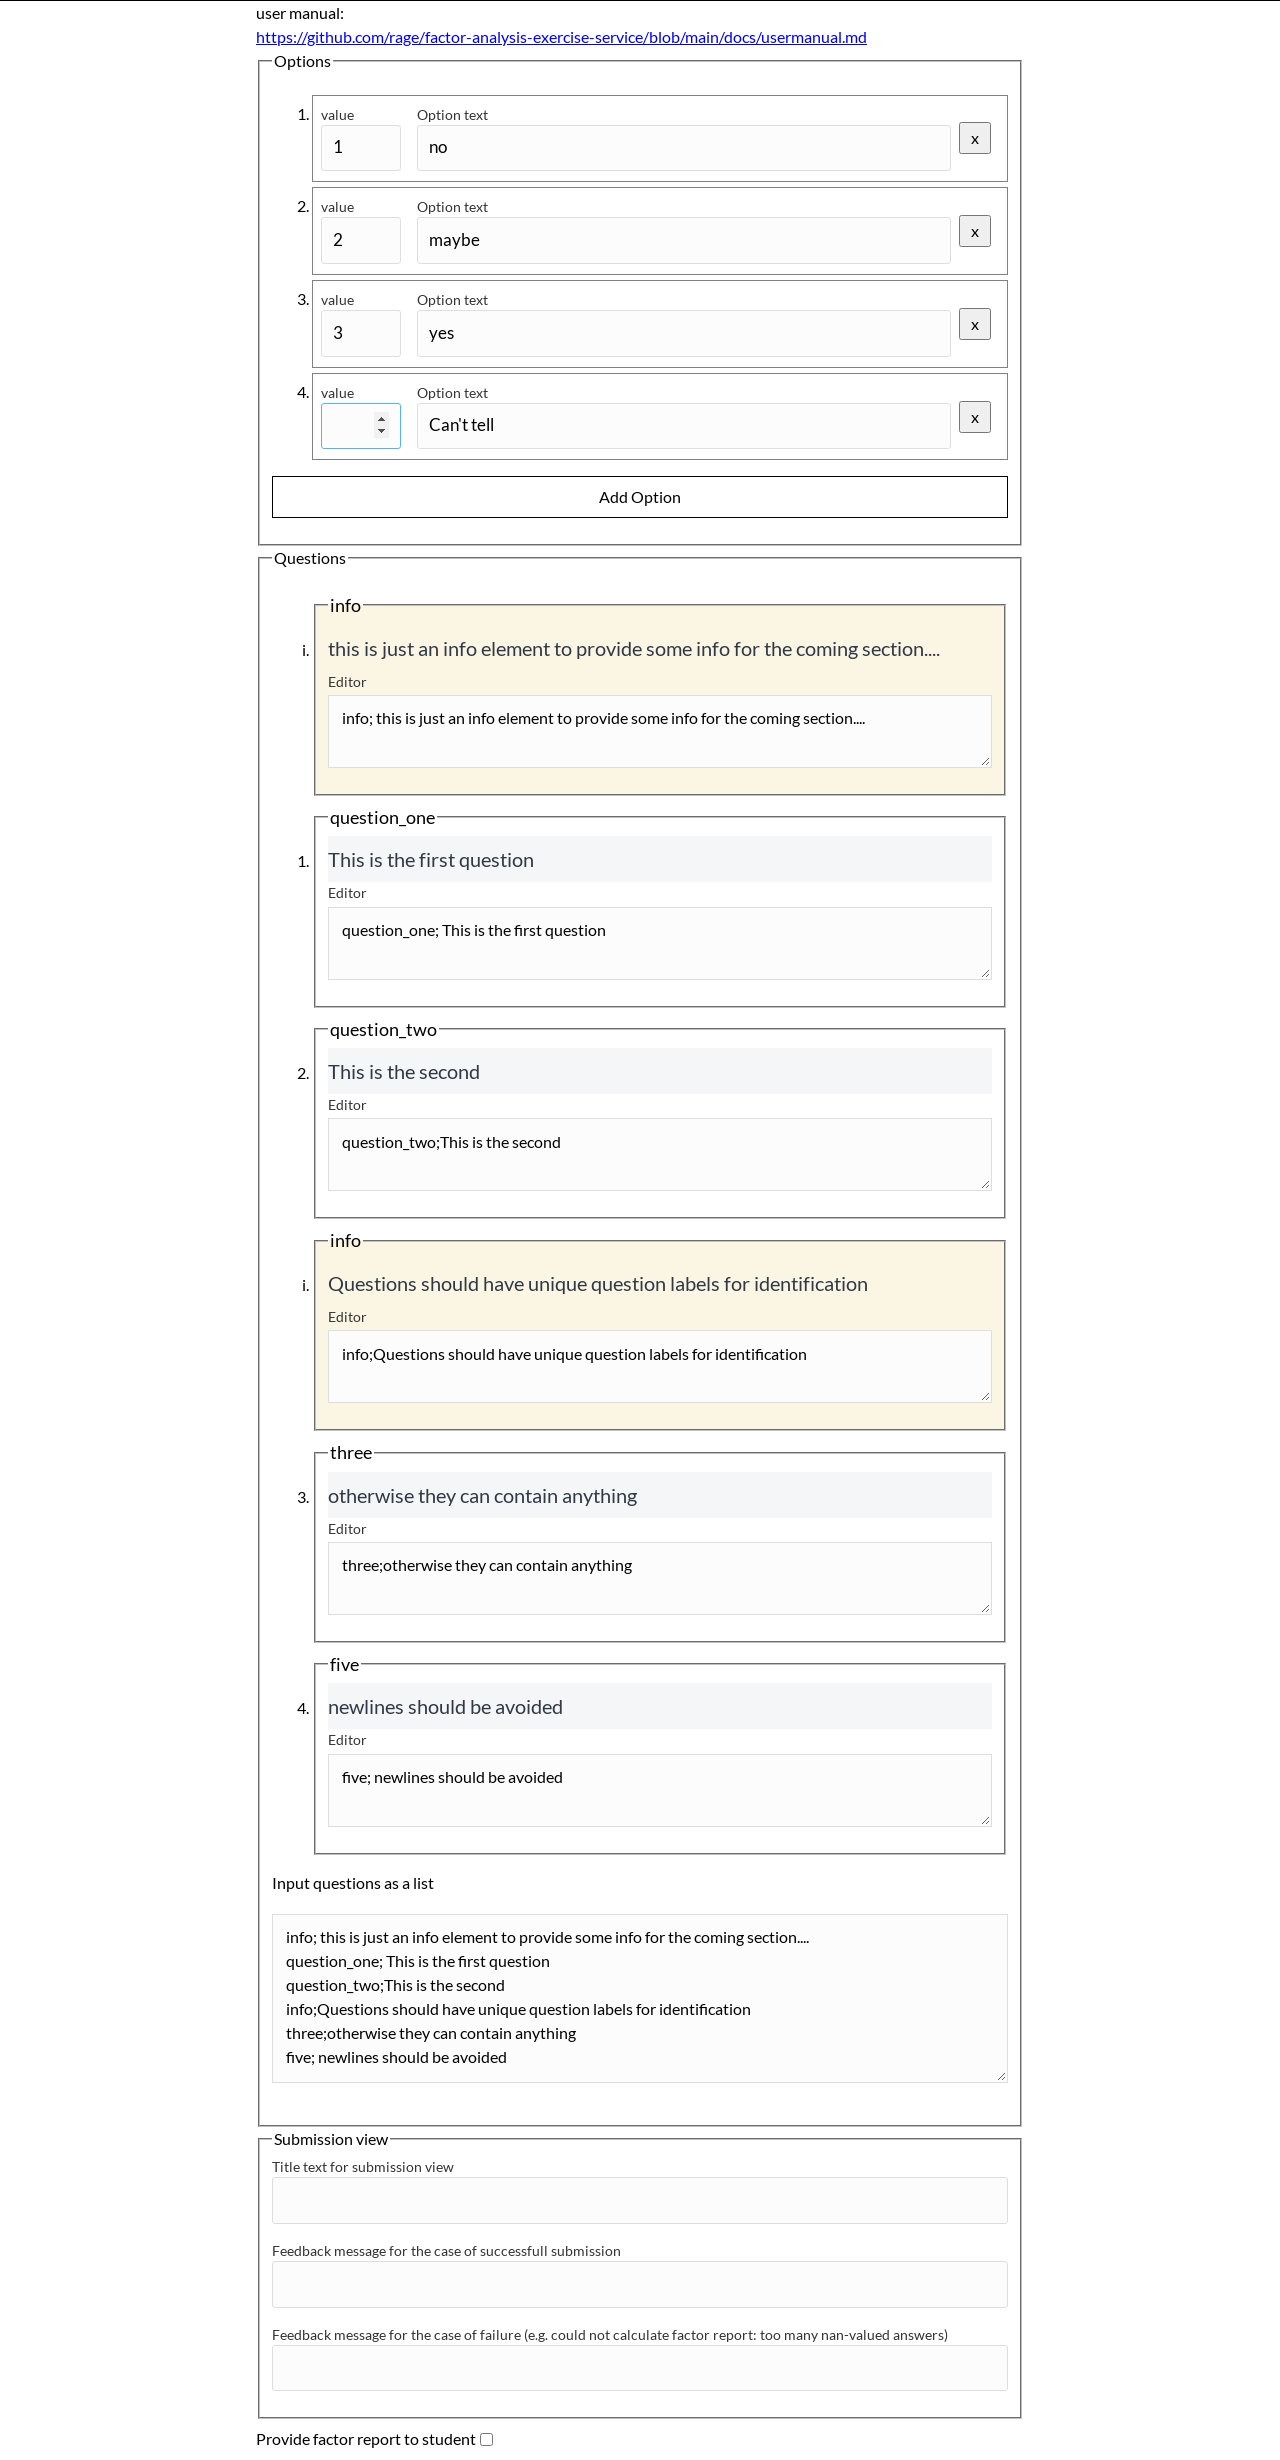 user manual:
https://github.com/rage/factor-analysis-exercise-service/blob/main/docs/usermanual.md
Options
1.
value
Option text
1
no
x
2.
value
Option text
2
maybe
x
3.
value
Option text
3
yes
x
4.
value
Option text
Can't tell
x
Add Option
Questions
info
i.
this is just an info element to provide some info for the coming section....
Editor
info; this is just an info element to provide some info for the coming section....
question_one
1.
This is the first question
Editor
question_one; This is the first question
question_two
2.
This is the second
Editor
question_two;This is the second
info
i.
Questions should have unique question labels for identification
Editor
info;Questions should have unique question labels for identification
three
3.
otherwise they can contain anything
Editor
three;otherwise they can contain anything
five
4.
newlines should be avoided
Editor
five; newlines should be avoided
Input questions as a list
info; this is just an info element to provide some info for the coming section....
question_one; This is the first question
question_two;This is the second
info;Questions should have unique question labels for identification
three;otherwise they can contain anything
five; newlines should be avoided
Submission view
Title text for submission view
Feedback message for the case of successfull submission
Feedback message for the case of failure (e.g. could not calculate factor report: too many nan-valued answers)
Provide factor report to student